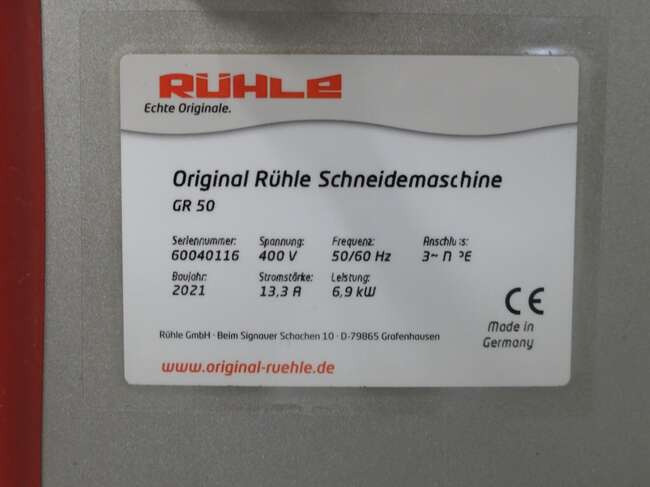 RÜHLE
Echte Originale.
Original Rühle Schneidemaschine
GR 50
Seriennummer: Spannung: Frequenz:
60040116 400 V 50/60 Hz 3~
Baujahr: Stromstärke: Leistung:
2021 13,3 A 6,9 kW
CE
Made in
Germany
Rühle GmbH · Beim Signauer Schachen 10 · D-79865 Grafenhausen
www.original-ruehle.de